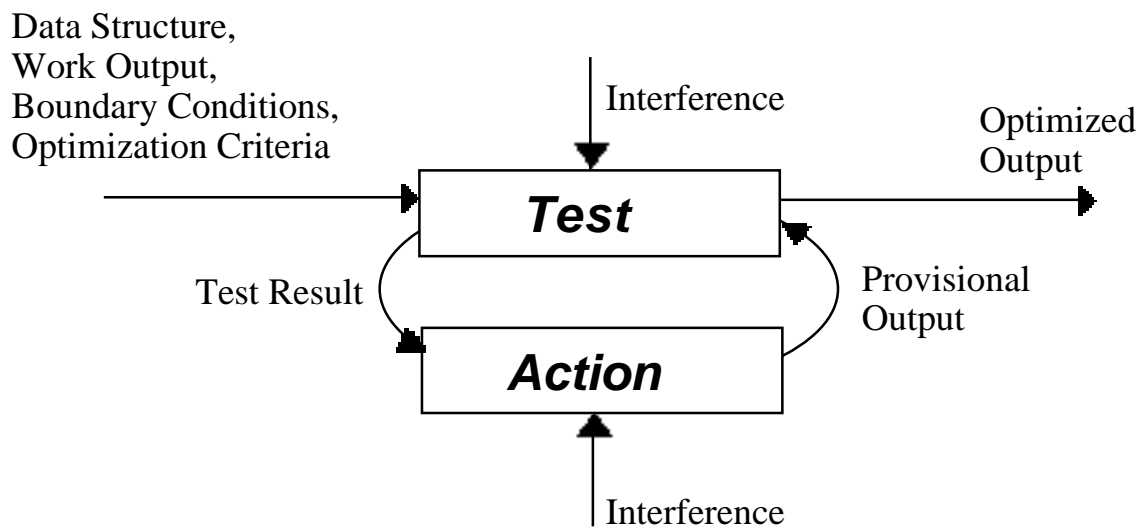 Data Structure,
Work Output,
Boundary Conditions,
Optimization Criteria
Interference
Optimized
Output
Test
Test Result
Provisional
Output
Action
Interference